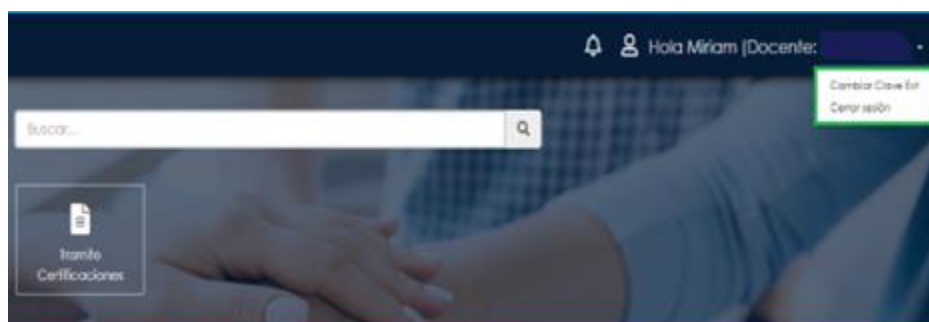 Hola Miriam (Docente:
Cambiar Clave Ext
Cerrar sesión
Buscar...
Tramite
Certificaciones